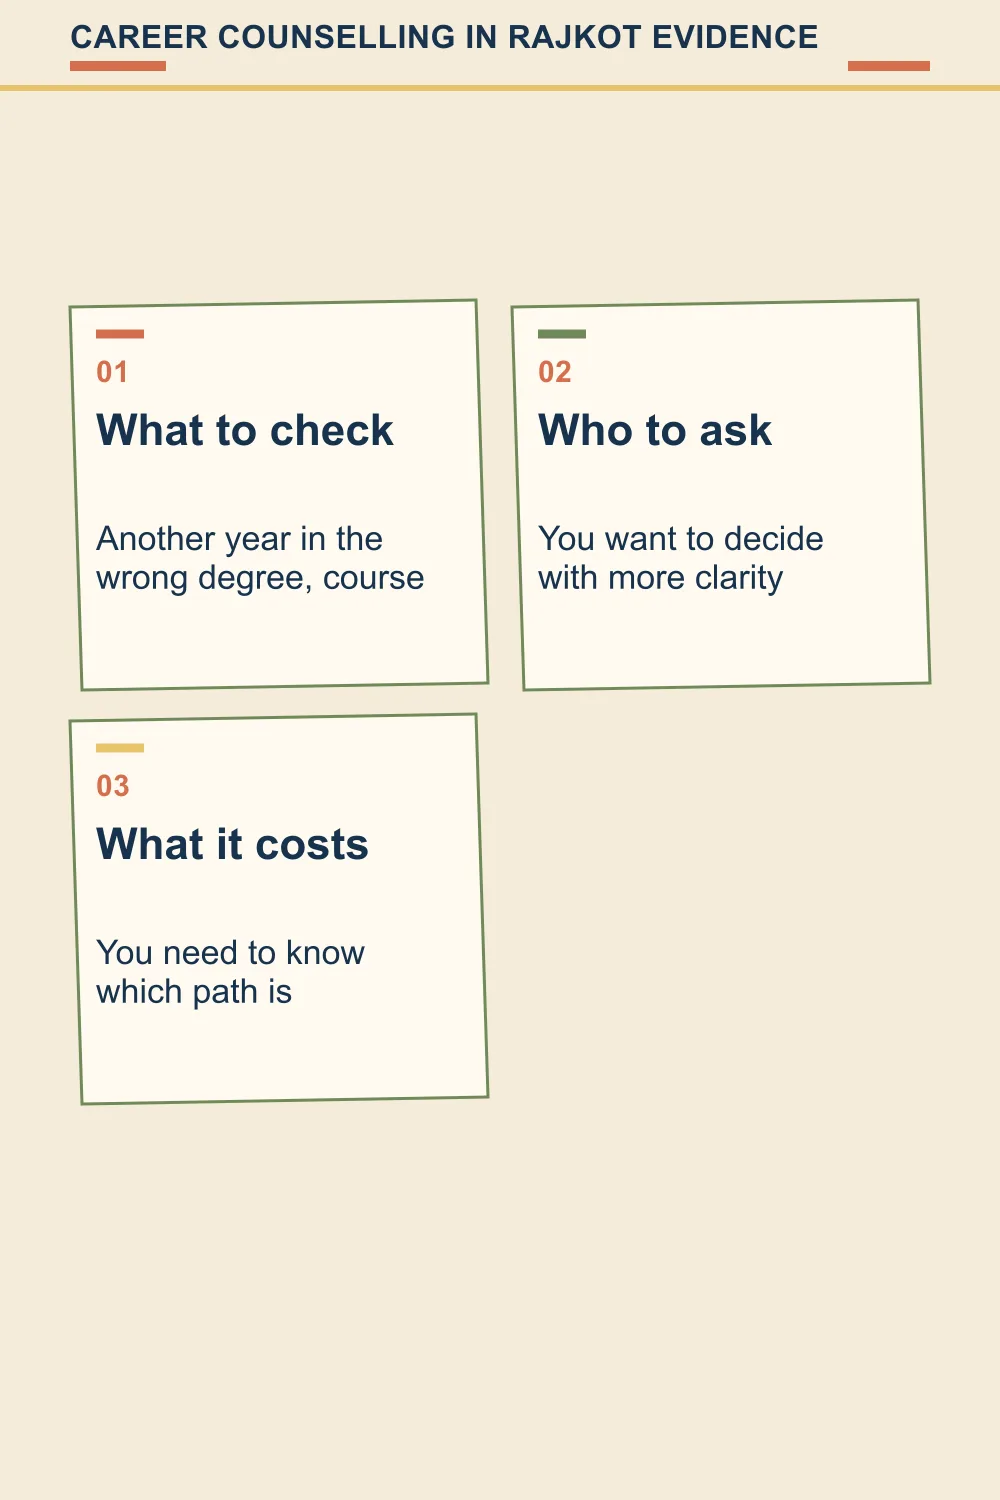 CAREER COUNSELLING IN RAJKOT EVIDENCE
01
What to check
Another year in the
wrong degree, course
02
Who to ask
You want to decide
with more clarity
03
What it costs
You need to know
which path is